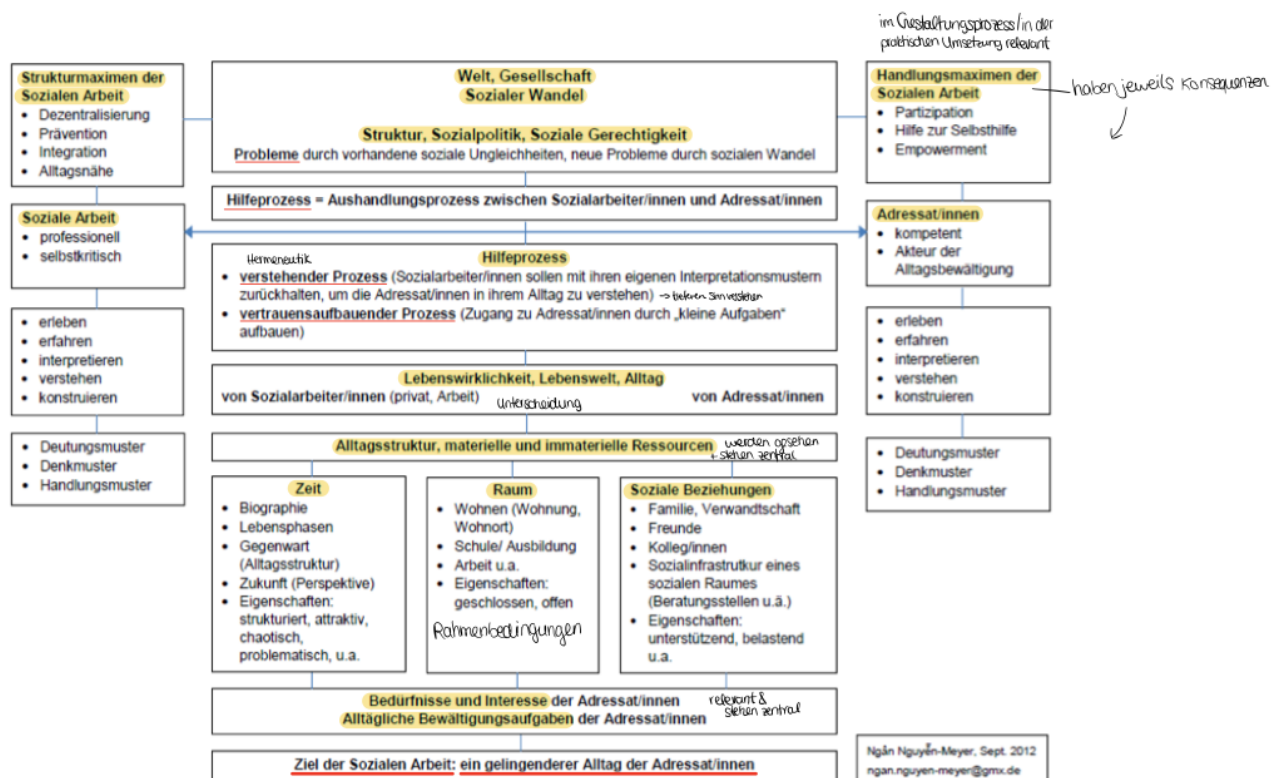 im Gestaltungsprozess/in der
praktischen Umsetzung relevant
Strukturmaximen der
Sozialen Arbeit
• Dezentralisierung
• Prävention
• Integration
• Alltagsnähe
Welt, Gesellschaft
Sozialer Wandel
Struktur, Sozialpolitik, Soziale Gerechtigkeit
Probleme durch vorhandene soziale Ungleichheiten, neue Probleme durch sozialen Wandel
Handlungsmaximen der
Sozialen Arbeit
• Partizipation
• Hilfe zur Selbsthilfe
• Empowerment
haben jeweils Konsequenzen
Hilfeprozess = Aushandlungsprozess zwischen Sozialarbeiter/innen und Adressat/innen
Soziale Arbeit
• professionell
• selbstkritisch
Adressat/innen
• kompetent
• Akteur der
Alltagsbewältigung
Hermeneutik
Hilfeprozess
• verstehender Prozess (Sozialarbeiter/innen sollen mit ihren eigenen Interpretationsmustern
zurückhalten, um die Adressat/innen in ihrem Alltag zu verstehen) → tieferen Sinn verstehen
• vertrauensaufbauender Prozess (Zugang zu Adressat/innen durch „kleine Aufgaben“
aufbauen)
• erleben
• erfahren
• interpretieren
• verstehen
• konstruieren
• erleben
• erfahren
• interpretieren
• verstehen
• konstruieren
Lebenswirklichkeit, Lebenswelt, Alltag
von Sozialarbeiter/innen (privat, Arbeit) Unterscheidung von Adressat/innen
• Deutungsmuster
• Denkmuster
• Handlungsmuster
• Deutungsmuster
• Denkmuster
• Handlungsmuster
Alltagsstruktur, materielle und immaterielle Ressourcen
werden gesehen
+ stehen zentral
Zeit
• Biographie
• Lebensphasen
• Gegenwart
(Alltagsstruktur)
• Zukunft (Perspektive)
• Eigenschaften:
strukturiert, attraktiv,
chaotisch,
problematisch, u.a.
Raum
• Wohnen (Wohnung,
Wohnort)
• Schule/ Ausbildung
• Arbeit u.a.
• Eigenschaften:
geschlossen, offen
Rahmenbedingungen
Soziale Beziehungen
• Familie, Verwandtschaft
• Freunde
• Kolleg/innen
• Sozialinfrastrutkur eines
sozialen Raumes
(Beratungsstellen u.ä.)
• Eigenschaften:
unterstützend, belastend
u.a.
Bedürfnisse und Interesse der Adressat/innen
Alltägliche Bewältigungsaufgaben der Adressat/innen
relevant &
stehen zentral
Ziel der Sozialen Arbeit: ein gelingenderer Alltag der Adressat/innen
Ngân Nguyễn-Meyer, Sept. 2012
ngan.nguyen-meyer@gmx.de